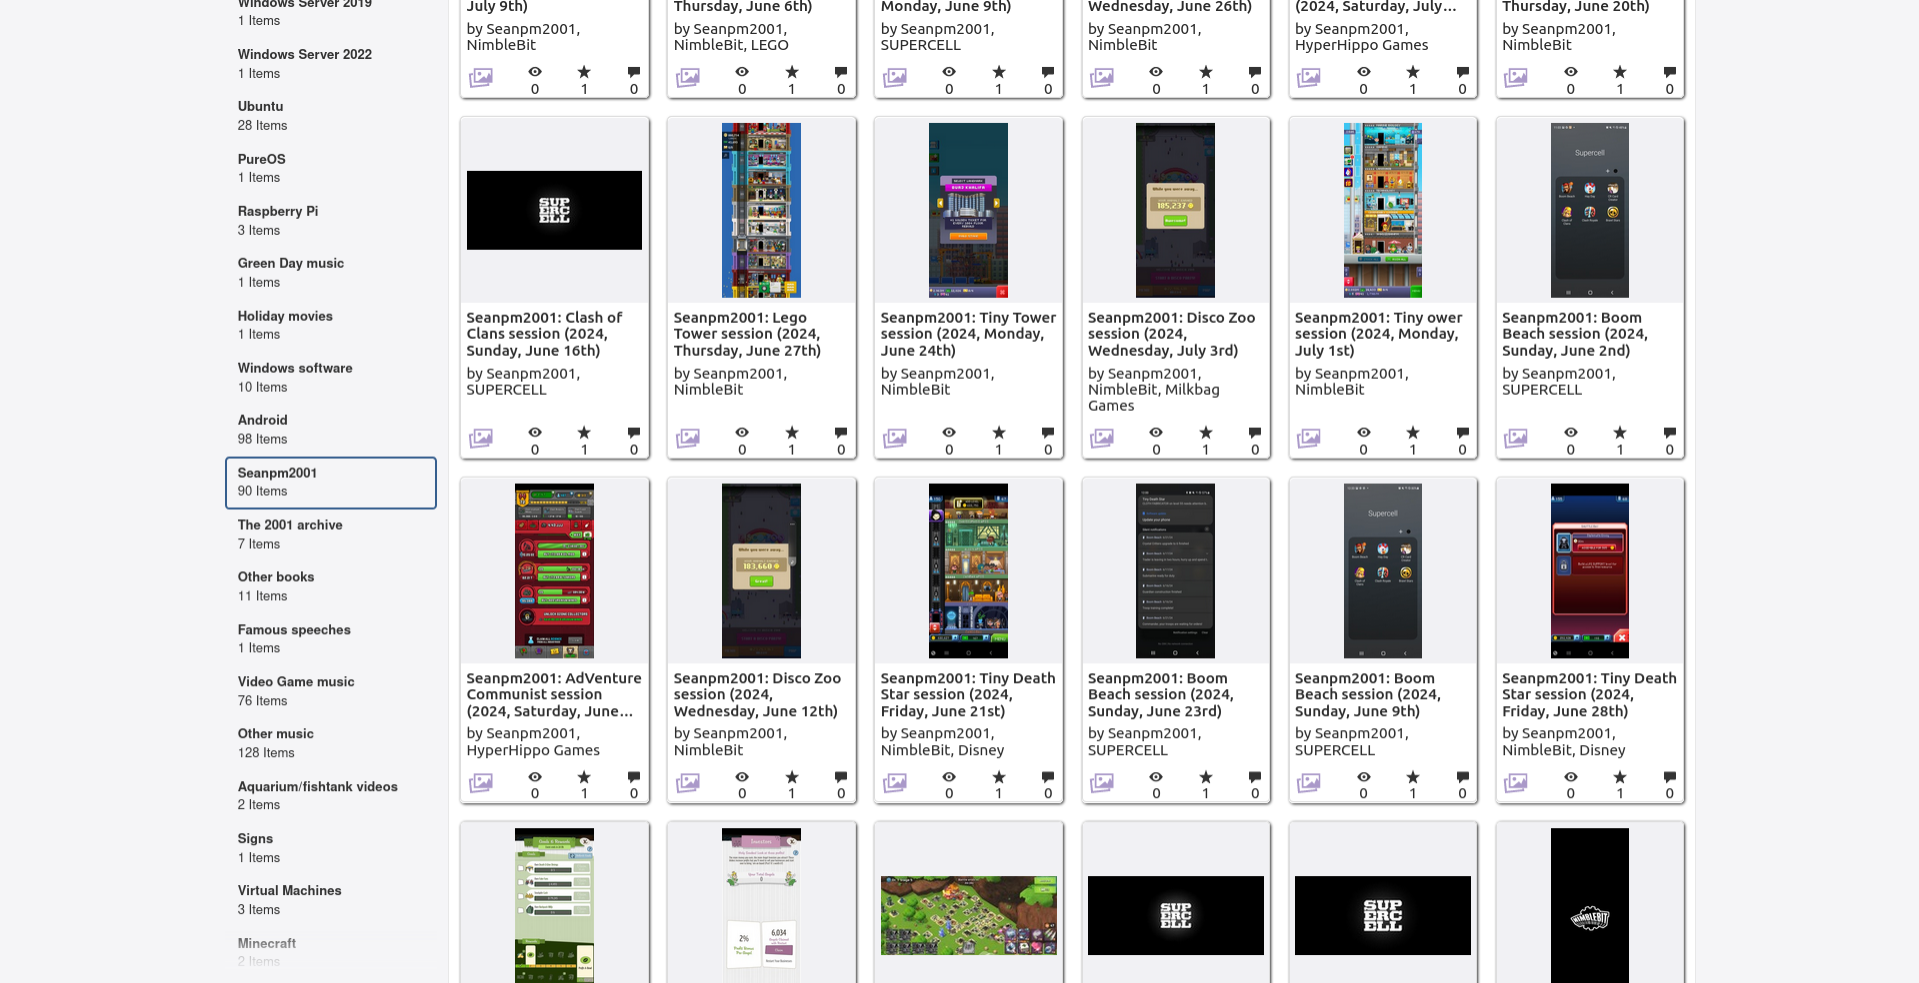 Windows Server 2019
1 Items
Windows Server 2022
1 Items
Ubuntu
28 Items
PureOS
1 Items
Raspberry Pi
3 Items
Green Day music
1 Items
Holiday movies
1 Items
Windows software
10 Items
Android
98 Items
Seanpm2001
90 Items
The 2001 archive
7 Items
Other books
11 Items
Famous speeches
1 Items
Video Game music
76 Items
Other music
128 Items
Aquarium/fishtank videos
2 Items
Signs
1 Items
Virtual Machines
3 Items
Minecraft
2 Items
July 9th)
by Seanpm2001,
NimbleBit
0 1 0
Thursday, June 6th)
by Seanpm2001,
NimbleBit, LEGO
0 1 0
Monday, June 9th)
by Seanpm2001,
SUPERCELL
0 1 0
Wednesday, June 26th)
by Seanpm2001,
NimbleBit
0 1 0
(2024, Saturday, July...
by Seanpm2001,
HyperHippo Games
0 1 0
Thursday, June 20th)
by Seanpm2001,
NimbleBit
0 1 0
SUP
ERC
ELL
Seanpm2001: Clash of
Clans session (2024,
Sunday, June 16th)
by Seanpm2001,
SUPERCELL
0 1 0
Seanpm2001: Lego
Tower session (2024,
Thursday, June 27th)
by Seanpm2001,
NimbleBit
0 1 0
Seanpm2001: Tiny Tower
session (2024, Monday,
June 24th)
by Seanpm2001,
NimbleBit
0 1 0
While you were away...
185,237
Seanpm2001: Disco Zoo
session (2024,
Wednesday, July 3rd)
by Seanpm2001,
NimbleBit, Milkbag
Games
0 1 0
Seanpm2001: Tiny ower
session (2024, Monday,
July 1st)
by Seanpm2001,
NimbleBit
0 1 0
Supercell
Seanpm2001: Boom
Beach session (2024,
Sunday, June 2nd)
by Seanpm2001,
SUPERCELL
0 1 0
Seanpm2001: AdVenture
Communist session
(2024, Saturday, June...
by Seanpm2001,
HyperHippo Games
0 1 0
While you were away...
183,660
Seanpm2001: Disco Zoo
session (2024,
Wednesday, June 12th)
by Seanpm2001,
NimbleBit
0 1 0
Seanpm2001: Tiny Death
Star session (2024,
Friday, June 21st)
by Seanpm2001,
NimbleBit, Disney
0 1 0
Seanpm2001: Boom
Beach session (2024,
Sunday, June 23rd)
by Seanpm2001,
SUPERCELL
0 1 0
Supercell
Seanpm2001: Boom
Beach session (2024,
Sunday, June 9th)
by Seanpm2001,
SUPERCELL
0 1 0
Seanpm2001: Tiny Death
Star session (2024,
Friday, June 28th)
by Seanpm2001,
NimbleBit, Disney
0 1 0
2%
6,034
SUP
ERC
ELL
SUP
ERC
ELL
NIMBLEBIT